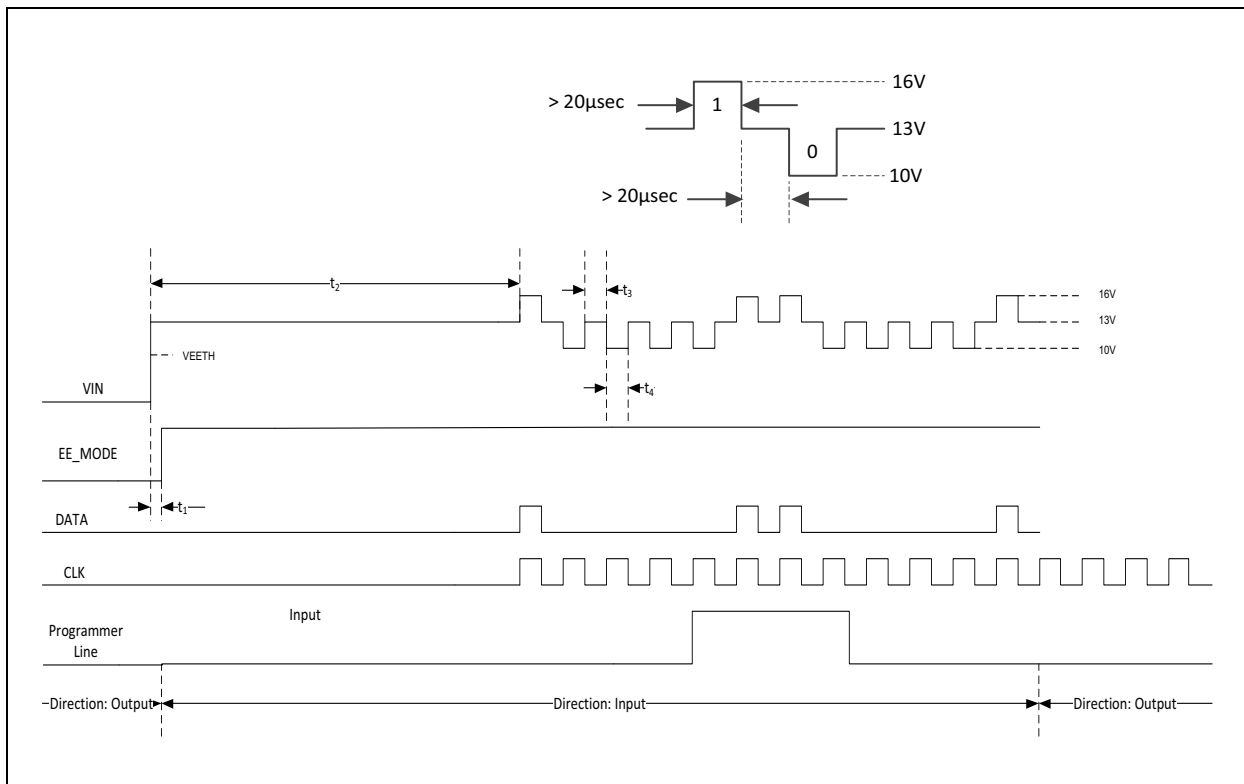 16V
> 20µsec
1
13V
0
10V
> 20µsec
t2
t3
16V
13V
10V
VEETH
t4
VIN
EE_MODE
t1
DATA
CLK
Input
Programmer
Line
Direction: Output
Direction: Input
Direction: Output